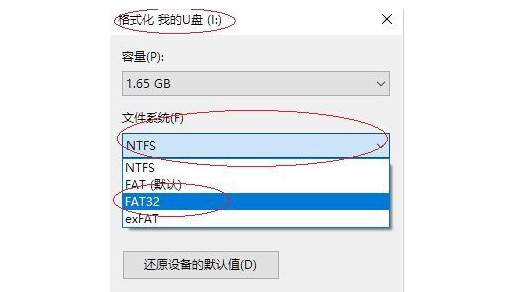 格式化 我的U盘 (I:)
容量(P):
1.65 GB
文件系统(F)
NTFS
NTFS
FAT (默认)
FAT32
exFAT
还原设备的默认值(D)